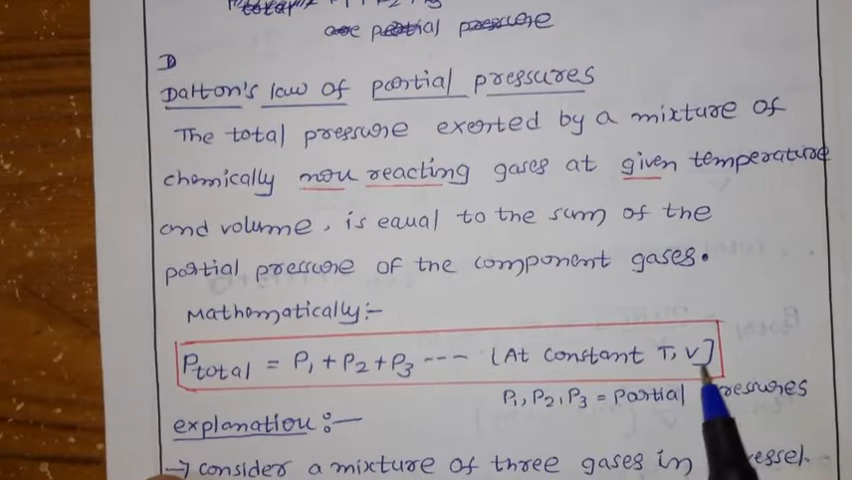 are partial pressure
D
Dalton's law of partial pressures
The total pressure exerted by a mixture of
chemically non reacting gases at given temperature
and volume, is equal to the sum of the
partial pressure of the component gases.
Mathematically:-
Ptotal = P1 + P2 + P3 ---- [At constant T, V]
P1, P2, P3 = Partial pressures
explanation:-
→ consider a mixture of three gases in